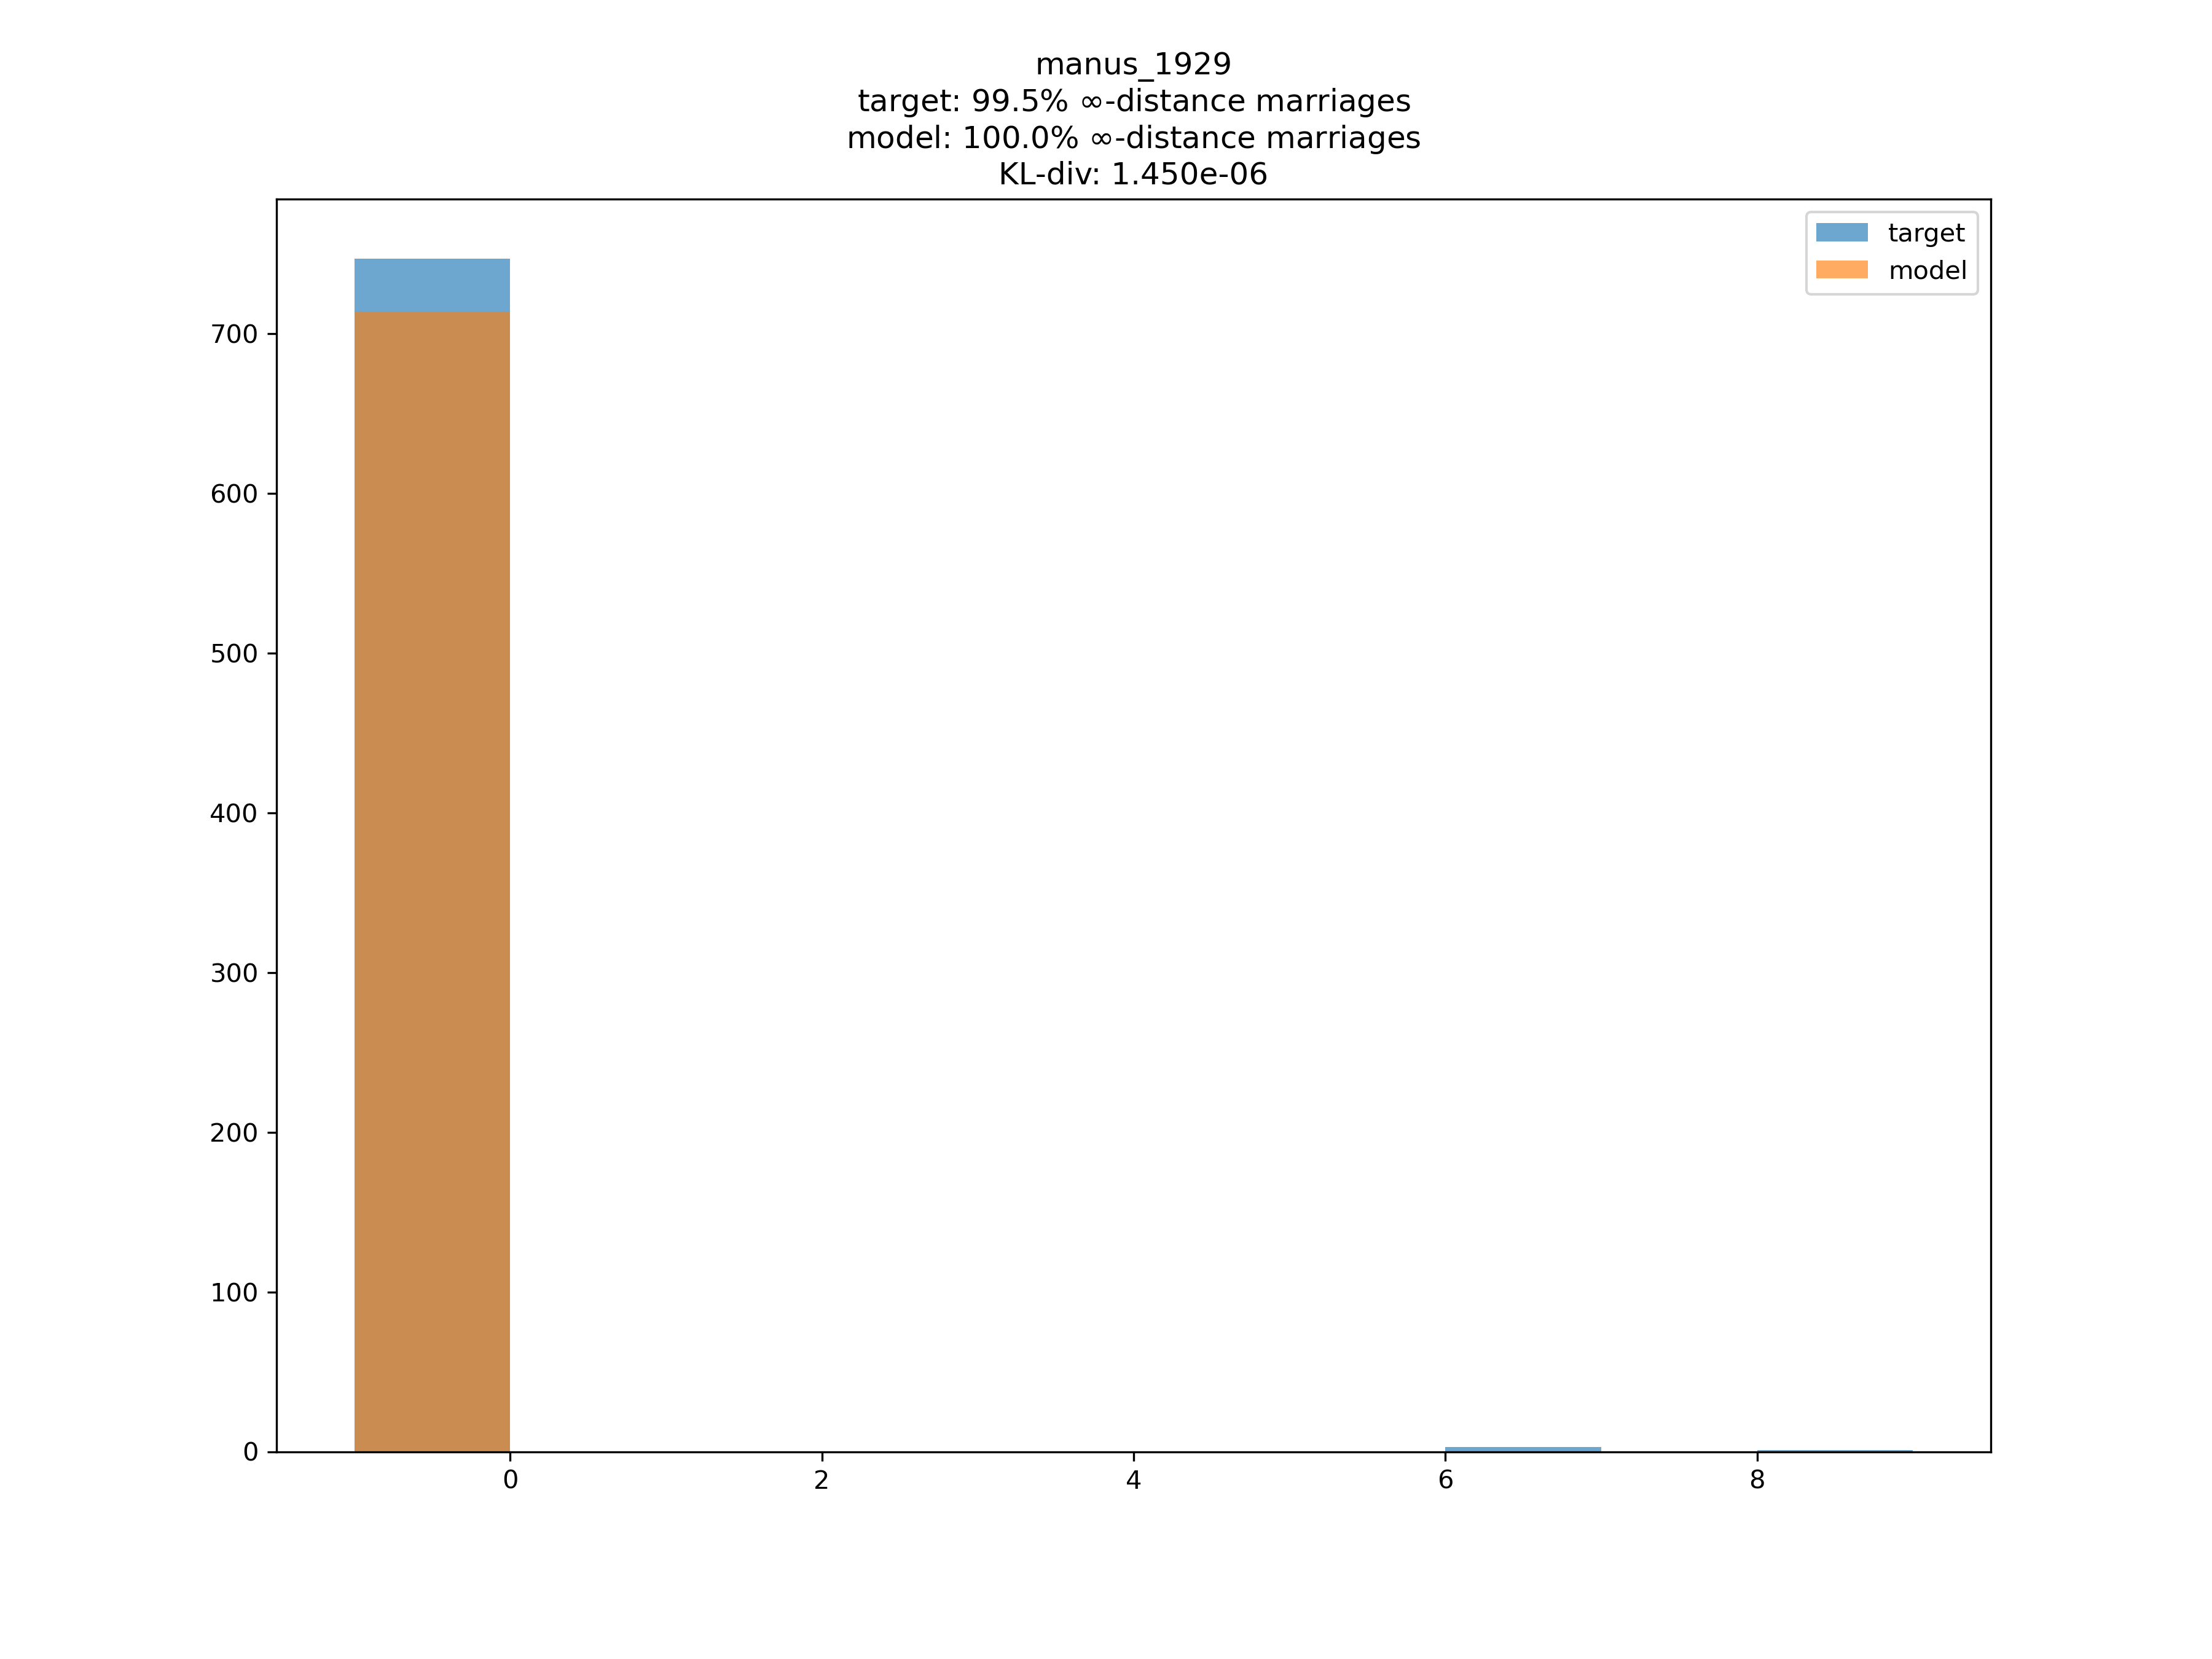 manus_1929
target: 99.5% ∞-distance marriages
model: 100.0% ∞-distance marriages
KL-div: 1.450e-06
target
model
700
600
500
400
300
200
100
0
0 2 4 6 8